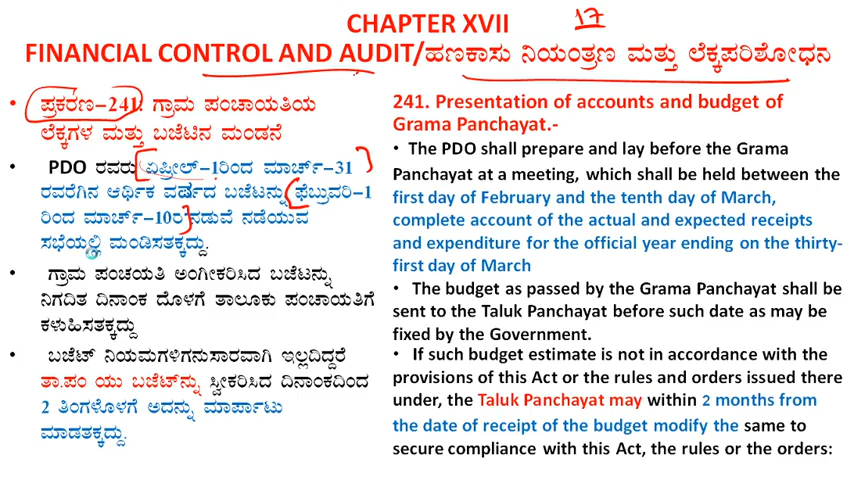 17
CHAPTER XVII
FINANCIAL CONTROL AND AUDIT/ಹಣಕಾಸು ನಿಯಂತ್ರಣ ಮತ್ತು ಲೆಕ್ಕಪರಿಶೋಧನ
• ಪ್ರಕರಣ-241. ಗ್ರಾಮ ಪಂಚಾಯತಿಯ
ಲೆಕ್ಕಗಳ ಮತ್ತು ಬಜೆಟಿನ ಮಂಡನೆ
• PDO ರವರು ಏಪ್ರೀಲ್-1ರಿಂದ ಮಾರ್ಚ್-31
ರವರೆಗಿನ ಆರ್ಥಿಕ ವರ್ಷದ ಬಜೆಟನ್ನು ಫೆಬ್ರುವರಿ-1
ರಿಂದ ಮಾರ್ಚ್-10ರ ನಡುವೆ ನಡೆಯುವ
ಸಭೆಯಲ್ಲಿ ಮಂಡಿಸತಕ್ಕದ್ದು.
• ಗ್ರಾಮ ಪಂಚಯತಿ ಅಂಗೀಕರಿಸಿದ ಬಜೆಟನ್ನು
ನಿಗದಿತ ದಿನಾಂಕ ದೊಳಗೆ ತಾಲೂಕು ಪಂಚಾಯತಿಗೆ
ಕಳುಹಿಸತಕ್ಕದ್ದು
• ಬಜೆಟ್ ನಿಯಮಗಳಿಗನುಸಾರವಾಗಿ ಇಲ್ಲದಿದ್ದರೆ
ತಾ.ಪಂ ಯು ಬಜೆಟ್‌ನ್ನು ಸ್ವೀಕರಿಸಿದ ದಿನಾಂಕದಿಂದ
2 ತಿಂಗಳೊಳಗೆ ಅದನ್ನು ಮಾರ್ಪಾಟು
ಮಾಡತಕ್ಕದ್ದು.
241. Presentation of accounts and budget of
Grama Panchayat.-
• The PDO shall prepare and lay before the Grama
Panchayat at a meeting, which shall be held between the
first day of February and the tenth day of March,
complete account of the actual and expected receipts
and expenditure for the official year ending on the thirty-
first day of March
• The budget as passed by the Grama Panchayat shall be
sent to the Taluk Panchayat before such date as may be
fixed by the Government.
• If such budget estimate is not in accordance with the
provisions of this Act or the rules and orders issued there
under, the Taluk Panchayat may within 2 months from
the date of receipt of the budget modify the same to
secure compliance with this Act, the rules or the orders: